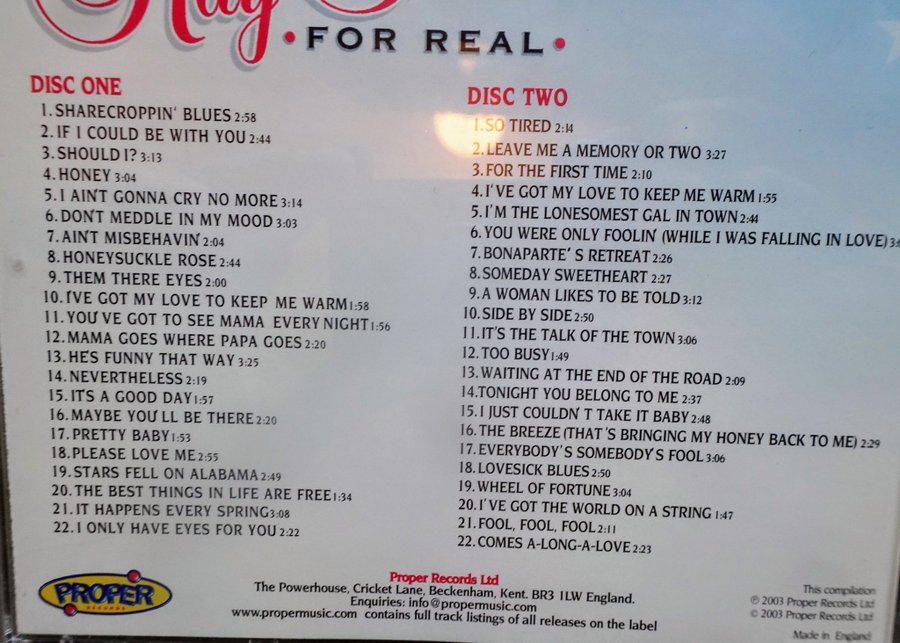 Kay
• FOR REAL •
DISC ONE
1. SHARECROPPIN' BLUES 2:58
2. IF I COULD BE WITH YOU 2:44
3. SHOULD I? 3:13
4. HONEY 3:04
5. I AIN'T GONNA CRY NO MORE 3:14
6. DON'T MEDDLE IN MY MOOD 3:03
7. AIN'T MISBEHAVIN' 2:04
8. HONEYSUCKLE ROSE 2:44
9. THEM THERE EYES 2:00
10. I'VE GOT MY LOVE TO KEEP ME WARM 1:58
11. YOU'VE GOT TO SEE MAMA EVERY NIGHT 1:56
12. MAMA GOES WHERE PAPA GOES 2:20
13. HE'S FUNNY THAT WAY 3:25
14. NEVERTHELESS 2:19
15. IT'S A GOOD DAY 1:57
16. MAYBE YOU'LL BE THERE 2:20
17. PRETTY BABY 1:53
18. PLEASE LOVE ME 2:55
19. STARS FELL ON ALABAMA 2:49
20. THE BEST THINGS IN LIFE ARE FREE 1:34
21. IT HAPPENS EVERY SPRING 3:08
22. I ONLY HAVE EYES FOR YOU 2:22
DISC TWO
1. SO TIRED 2:14
2. LEAVE ME A MEMORY OR TWO 3:27
3. FOR THE FIRST TIME 2:10
4. I'VE GOT MY LOVE TO KEEP ME WARM 1:55
5. I'M THE LONESOMEST GAL IN TOWN 2:44
6. YOU WERE ONLY FOOLIN' (WHILE I WAS FALLING IN LOVE)
7. BONAPARTE'S RETREAT 2:26
8. SOMEDAY SWEETHEART 2:27
9. A WOMAN LIKES TO BE TOLD 3:12
10. SIDE BY SIDE 2:50
11. IT'S THE TALK OF THE TOWN 3:06
12. TOO BUSY 1:49
13. WAITING AT THE END OF THE ROAD 2:09
14. TONIGHT YOU BELONG TO ME 2:37
15. I JUST COULDN'T TAKE IT BABY 2:48
16. THE BREEZE (THAT'S BRINGING MY HONEY BACK TO ME) 2:29
17. EVERYBODY'S SOMEBODY'S FOOL 3:06
18. LOVESICK BLUES 2:50
19. WHEEL OF FORTUNE 3:04
20. I'VE GOT THE WORLD ON A STRING 1:47
21. FOOL, FOOL, FOOL 2:11
22. COMES A-LONG-A-LOVE 2:23
PROPER
RECORDS
Proper Records Ltd
The Powerhouse, Cricket Lane, Beckenham, Kent. BR3 1LW England.
Enquiries: info@propermusic.com
www.propermusic.com contains full track listings of all releases on the label
This compilation
℗ 2003 Proper Records Ltd
© 2003 Proper Records Ltd
Made in England